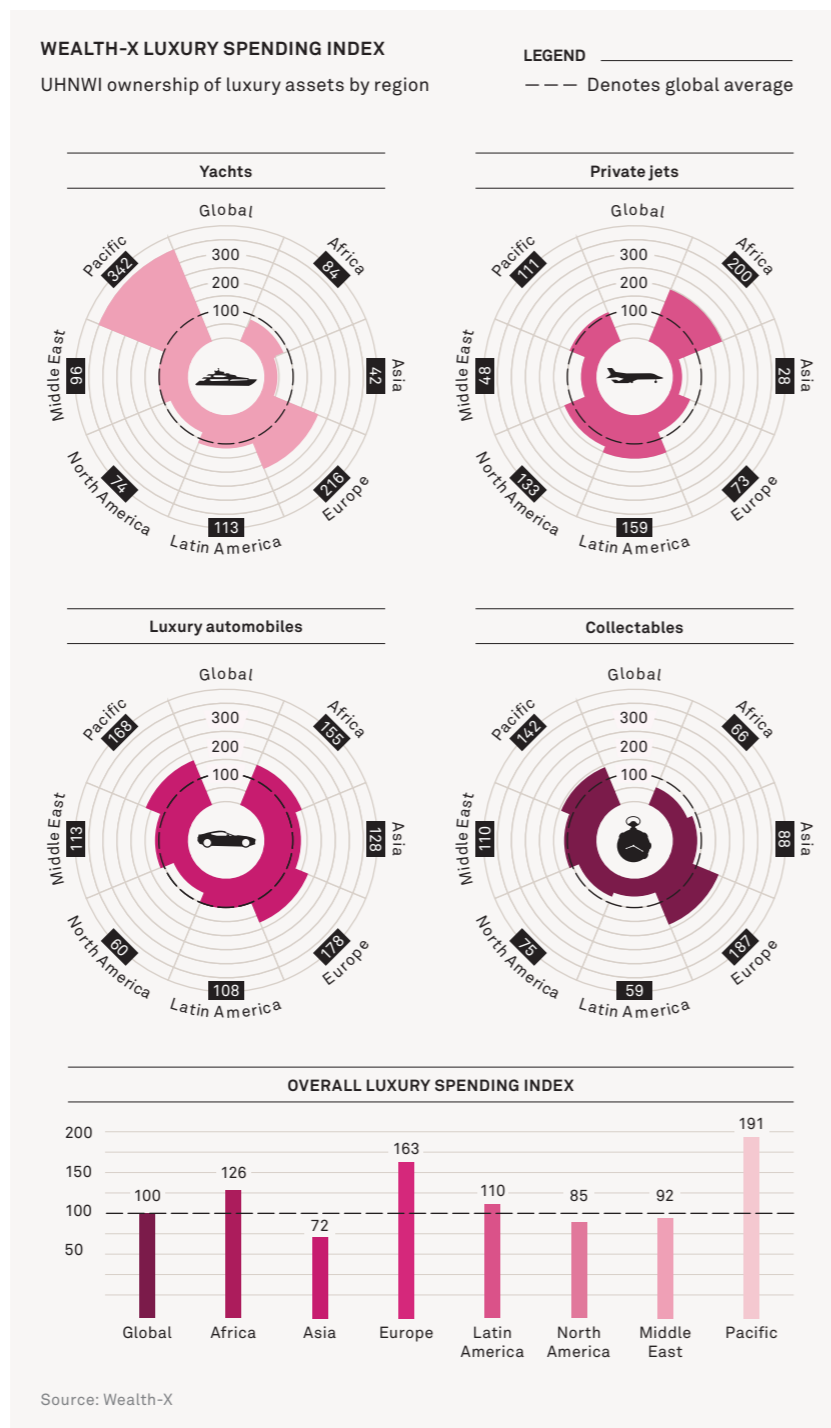 WEALTH-X LUXURY SPENDING INDEX
UHNWI ownership of luxury assets by region
LEGEND
Denotes global average
Yachts
Global
300
200
100
Africa
84
Asia
42
Europe
216
Latin America
113
North America
74
Middle East
96
Pacific
342
Private jets
Global
300
200
100
Africa
200
Asia
28
Europe
73
Latin America
159
North America
133
Middle East
48
Pacific
111
Luxury automobiles
Global
300
200
100
Africa
155
Asia
128
Europe
178
Latin America
108
North America
60
Middle East
113
Pacific
168
Collectables
Global
300
200
100
Africa
66
Asia
88
Europe
187
Latin America
59
North America
75
Middle East
110
Pacific
142
OVERALL LUXURY SPENDING INDEX
200
150
100
50
100
126
72
163
110
85
92
191
Global
Africa
Asia
Europe
Latin
America
North
America
Middle
East
Pacific
Source: Wealth-X